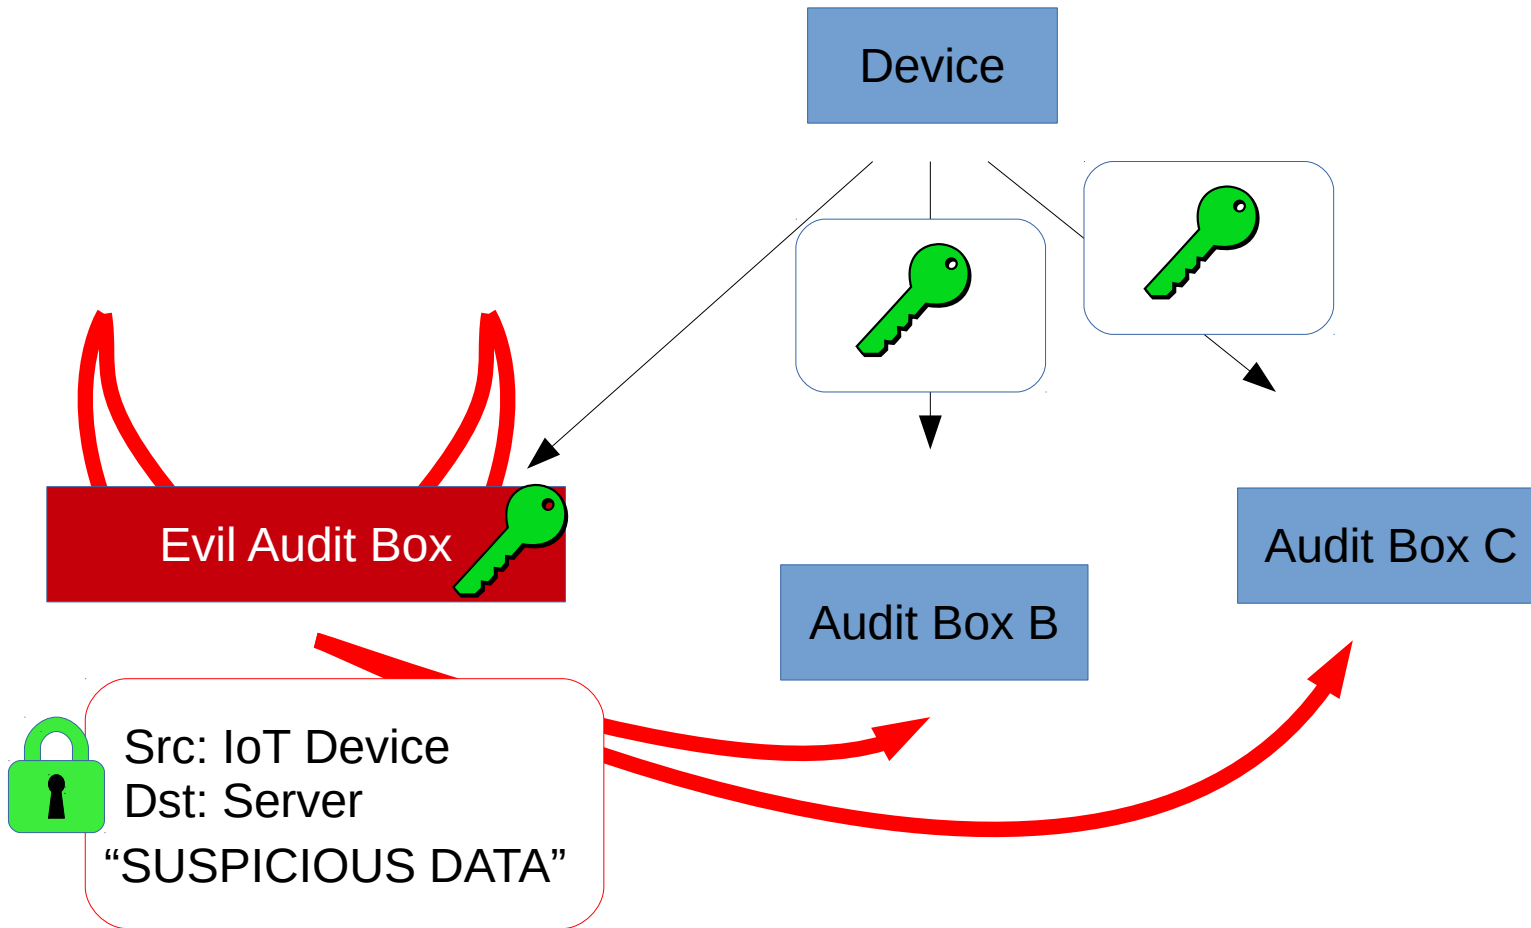 Device
Evil Audit Box
Audit Box B
Audit Box C
Src: IoT Device
Dst: Server
“SUSPICIOUS DATA”